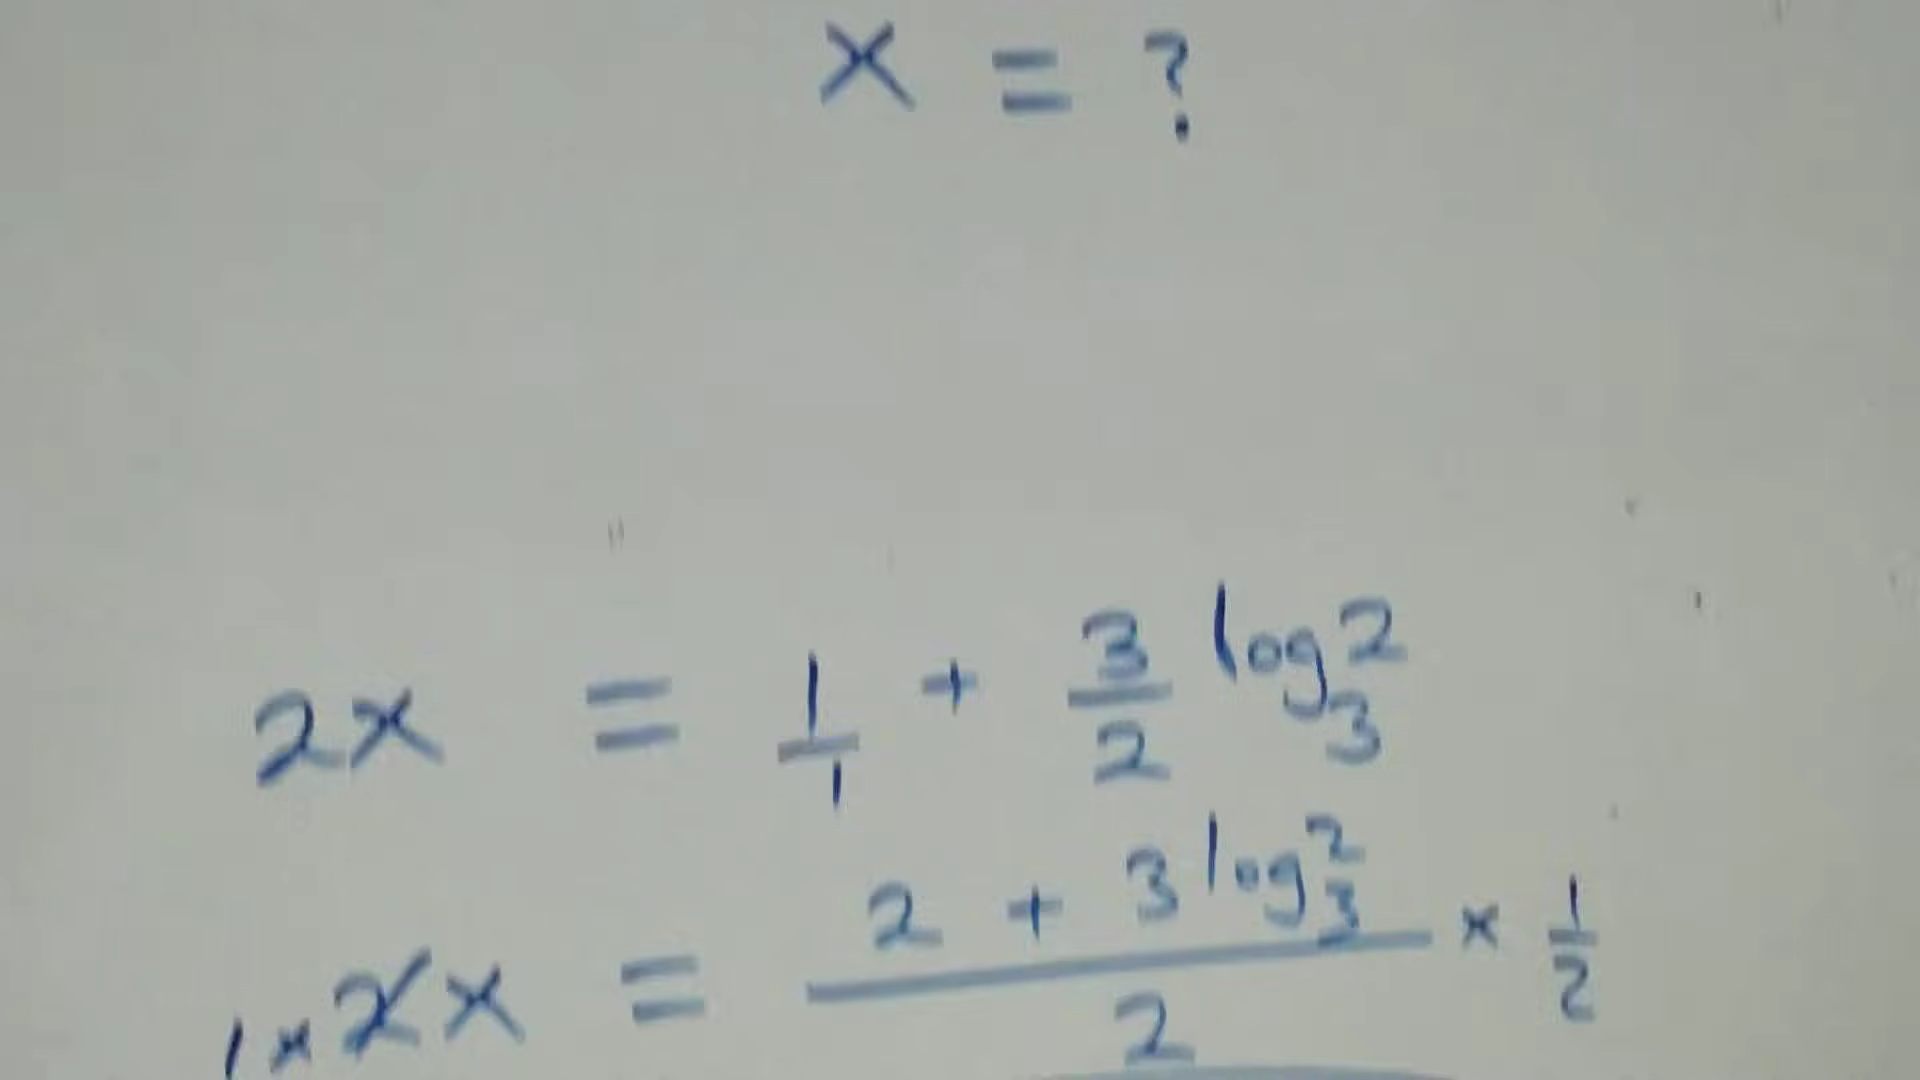 x = ?
2x = 1/1 + 3/2 log₃2
1 × 2x = (2 + 3 log₃2)/2 × 1/2